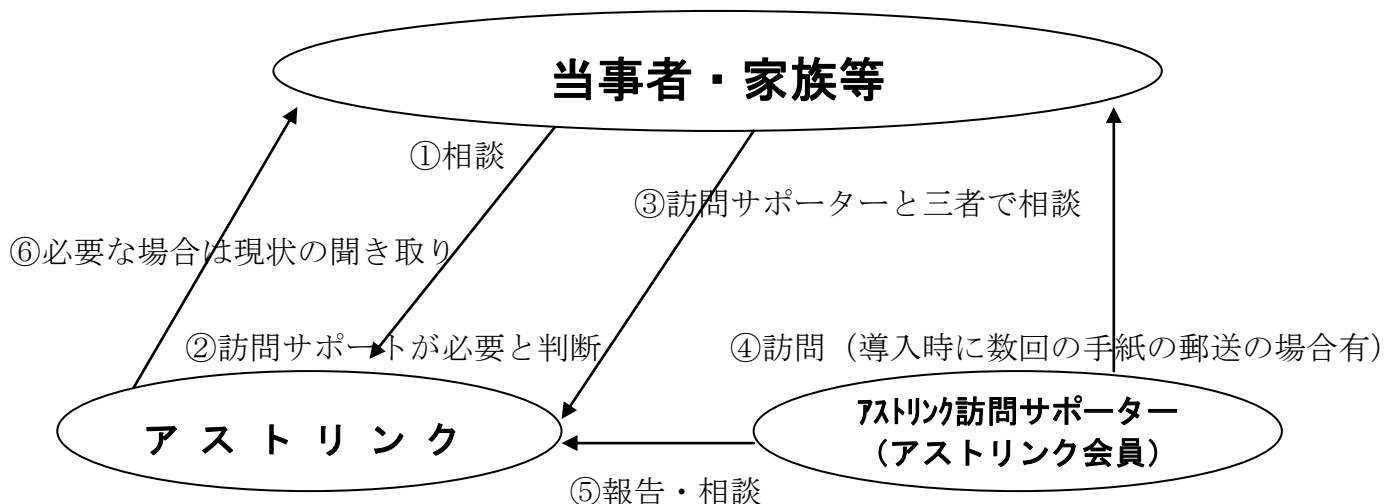 当事者・家族等
①相談
③訪問サポーターと三者で相談
⑥必要な場合は現状の聞き取り
②訪問サポートが必要と判断
④訪問（導入時に数回の手紙の郵送の場合有）
アストリンク
ｱｽﾄﾘﾝｸ訪問サポーター
（アストリンク会員）
⑤報告・相談